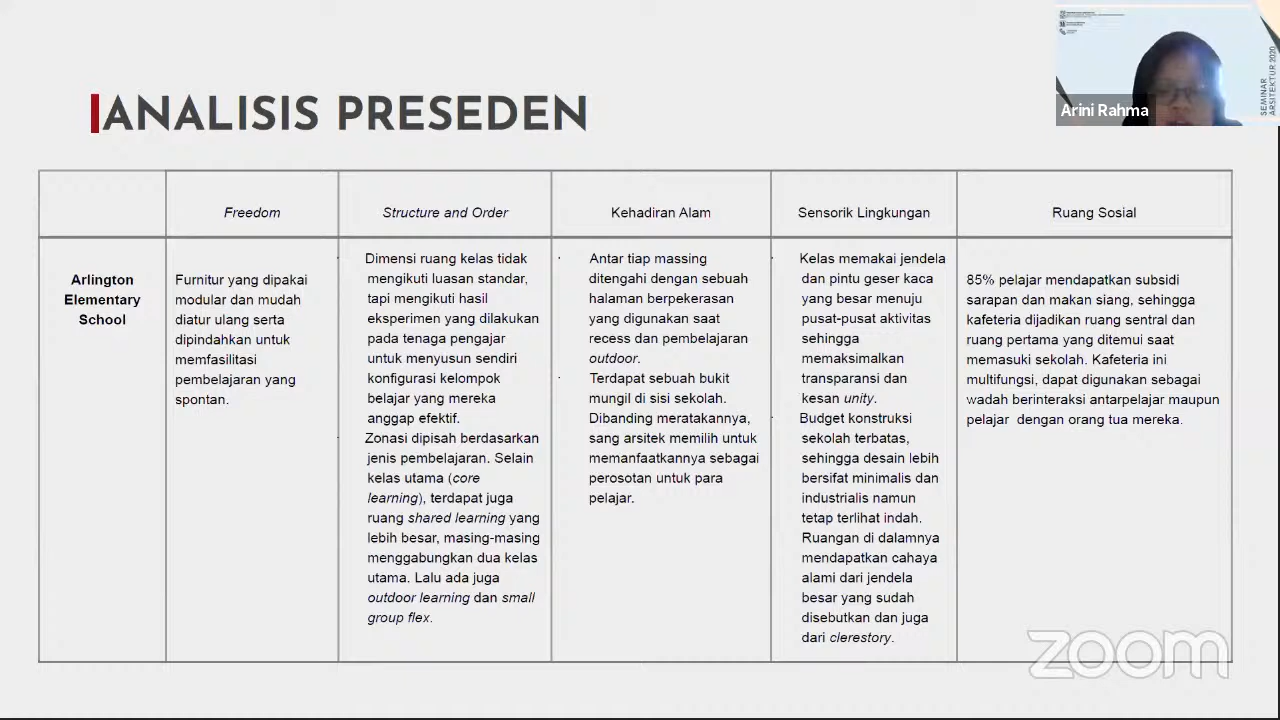 ANALISIS PRESEDEN
Arini Rahma
SEMINAR
ARSITEKTUR 2020
Freedom
Structure and Order
Kehadiran Alam
Sensorik Lingkungan
Ruang Sosial
Arlington
Elementary
School
Furnitur yang dipakai
modular dan mudah
diatur ulang serta
dipindahkan untuk
memfasilitasi
pembelajaran yang
spontan.
Dimensi ruang kelas tidak
mengikuti luasan standar,
tapi mengikuti hasil
eksperimen yang dilakukan
pada tenaga pengajar
untuk menyusun sendiri
konfigurasi kelompok
belajar yang mereka
anggap efektif.
Zonasi dipisah berdasarkan
jenis pembelajaran. Selain
kelas utama (core
learning), terdapat juga
ruang shared learning yang
lebih besar, masing-masing
menggabungkan dua kelas
utama. Lalu ada juga
outdoor learning dan small
group flex.
Antar tiap massing
ditengahi dengan sebuah
halaman berpekerasan
yang digunakan saat
recess dan pembelajaran
outdoor.
Terdapat sebuah bukit
mungil di sisi sekolah.
Dibanding meratakannya,
sang arsitek memilih untuk
memanfaatkannya sebagai
perosotan untuk para
pelajar.
Kelas memakai jendela
dan pintu geser kaca
yang besar menuju
pusat-pusat aktivitas
sehingga
memaksimalkan
transparansi dan
kesan unity.
Budget konstruksi
sekolah terbatas,
sehingga desain lebih
bersifat minimalis dan
industrialis namun
tetap terlihat indah.
Ruangan di dalamnya
mendapatkan cahaya
alami dari jendela
besar yang sudah
disebutkan dan juga
dari clerestory.
85% pelajar mendapatkan subsidi
sarapan dan makan siang, sehingga
kafeteria dijadikan ruang sentral dan
ruang pertama yang ditemui saat
memasuki sekolah. Kafeteria ini
multifungsi, dapat digunakan sebagai
wadah berinteraksi antarpelajar maupun
pelajar dengan orang tua mereka.
zoom